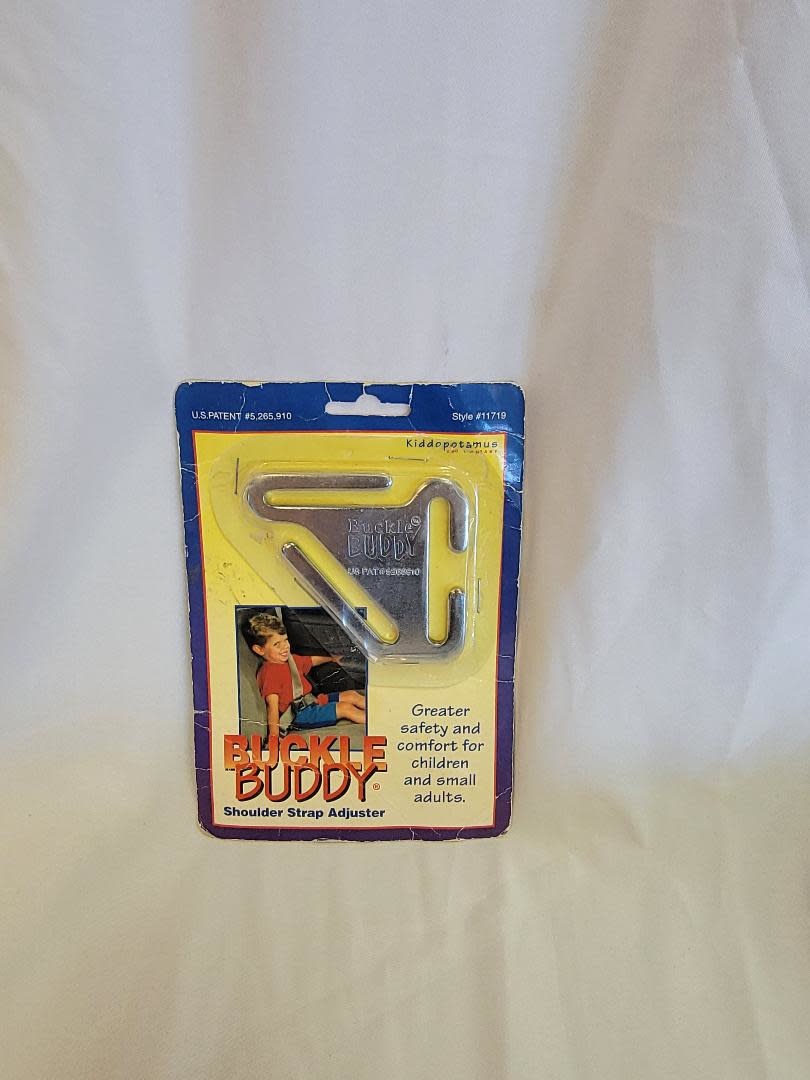 U.S.PATENT #5,265,910
Style #11719
Kiddopotamus
Buckle
BUDDY
BUCKLE
BUDDY®
Shoulder Strap Adjuster
Greater
safety and
comfort for
children
and small
adults.